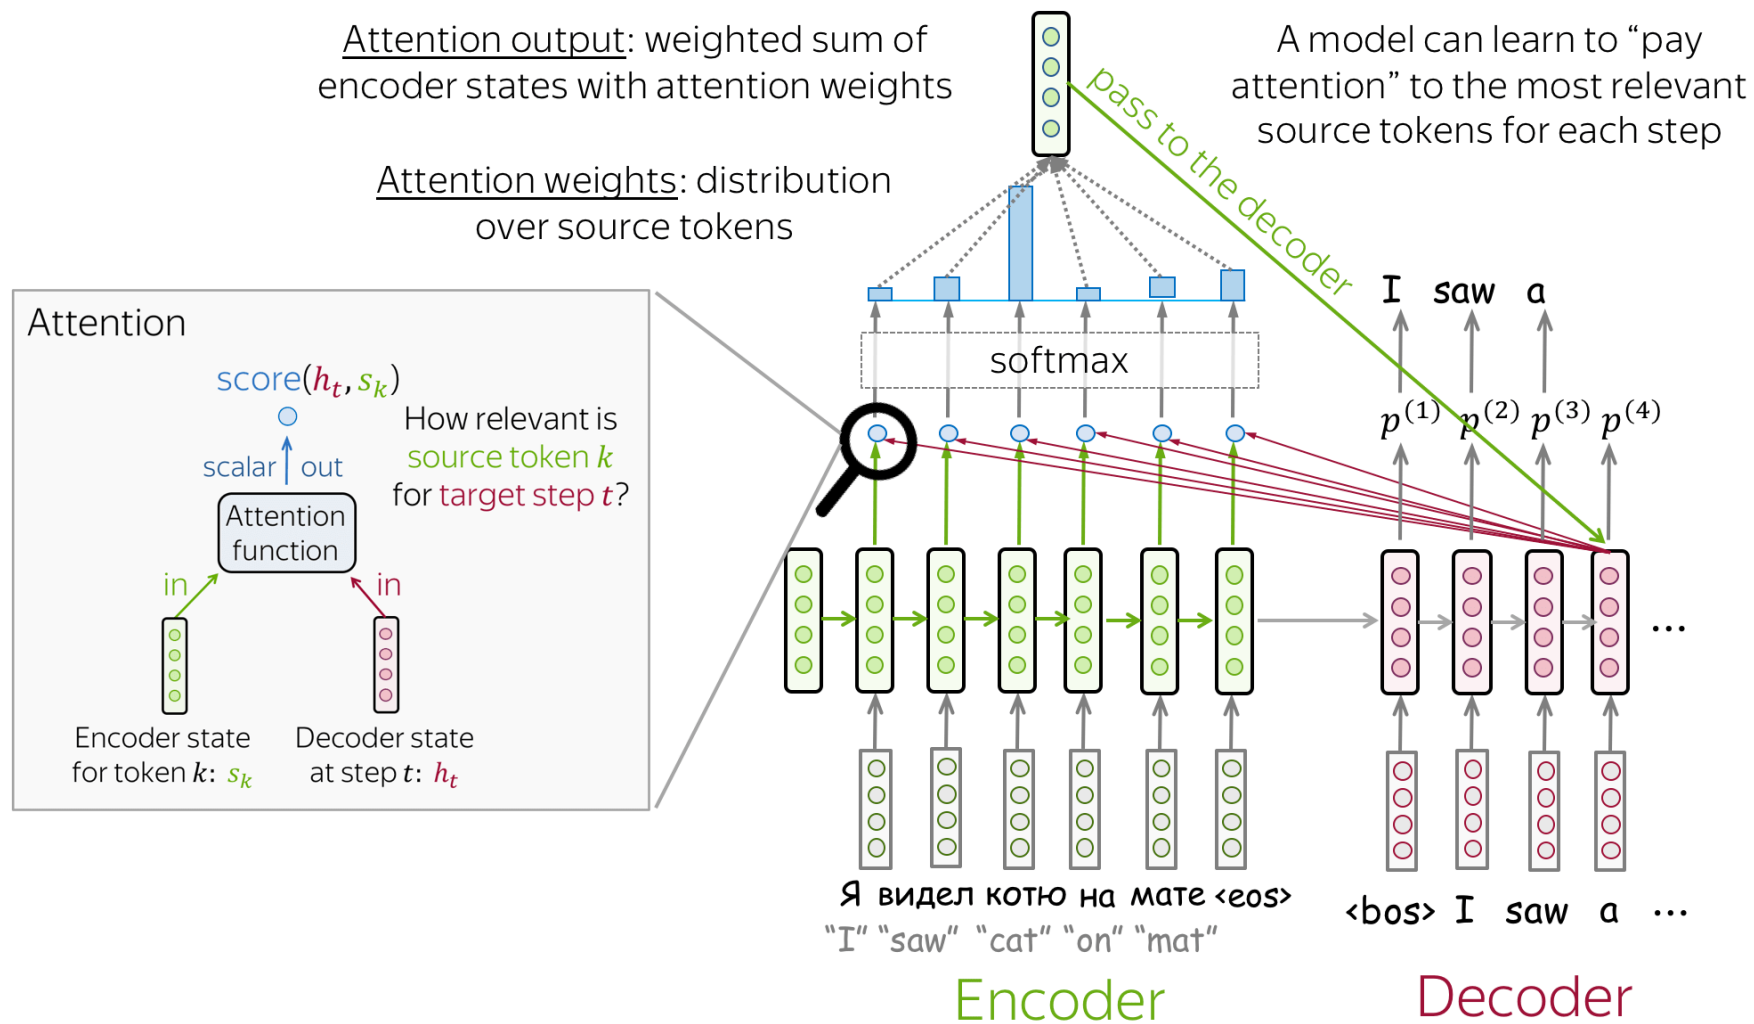 Attention output: weighted sum of
encoder states with attention weights
A model can learn to “pay
attention” to the most relevant
source tokens for each step
pass to the decoder
Attention weights: distribution
over source tokens
Attention
score(hₜ, sₖ)
How relevant is
source token k
for target step t?
scalar out
Attention
function
in in
Encoder state
for token k: sₖ
Decoder state
at step t: hₜ
softmax
I saw a
p⁽¹⁾ p⁽²⁾ p⁽³⁾ p⁽⁴⁾
...
Я видел котю на мате <eos>
“I” “saw” “cat” “on” “mat”
<bos> I saw a ...
Encoder
Decoder